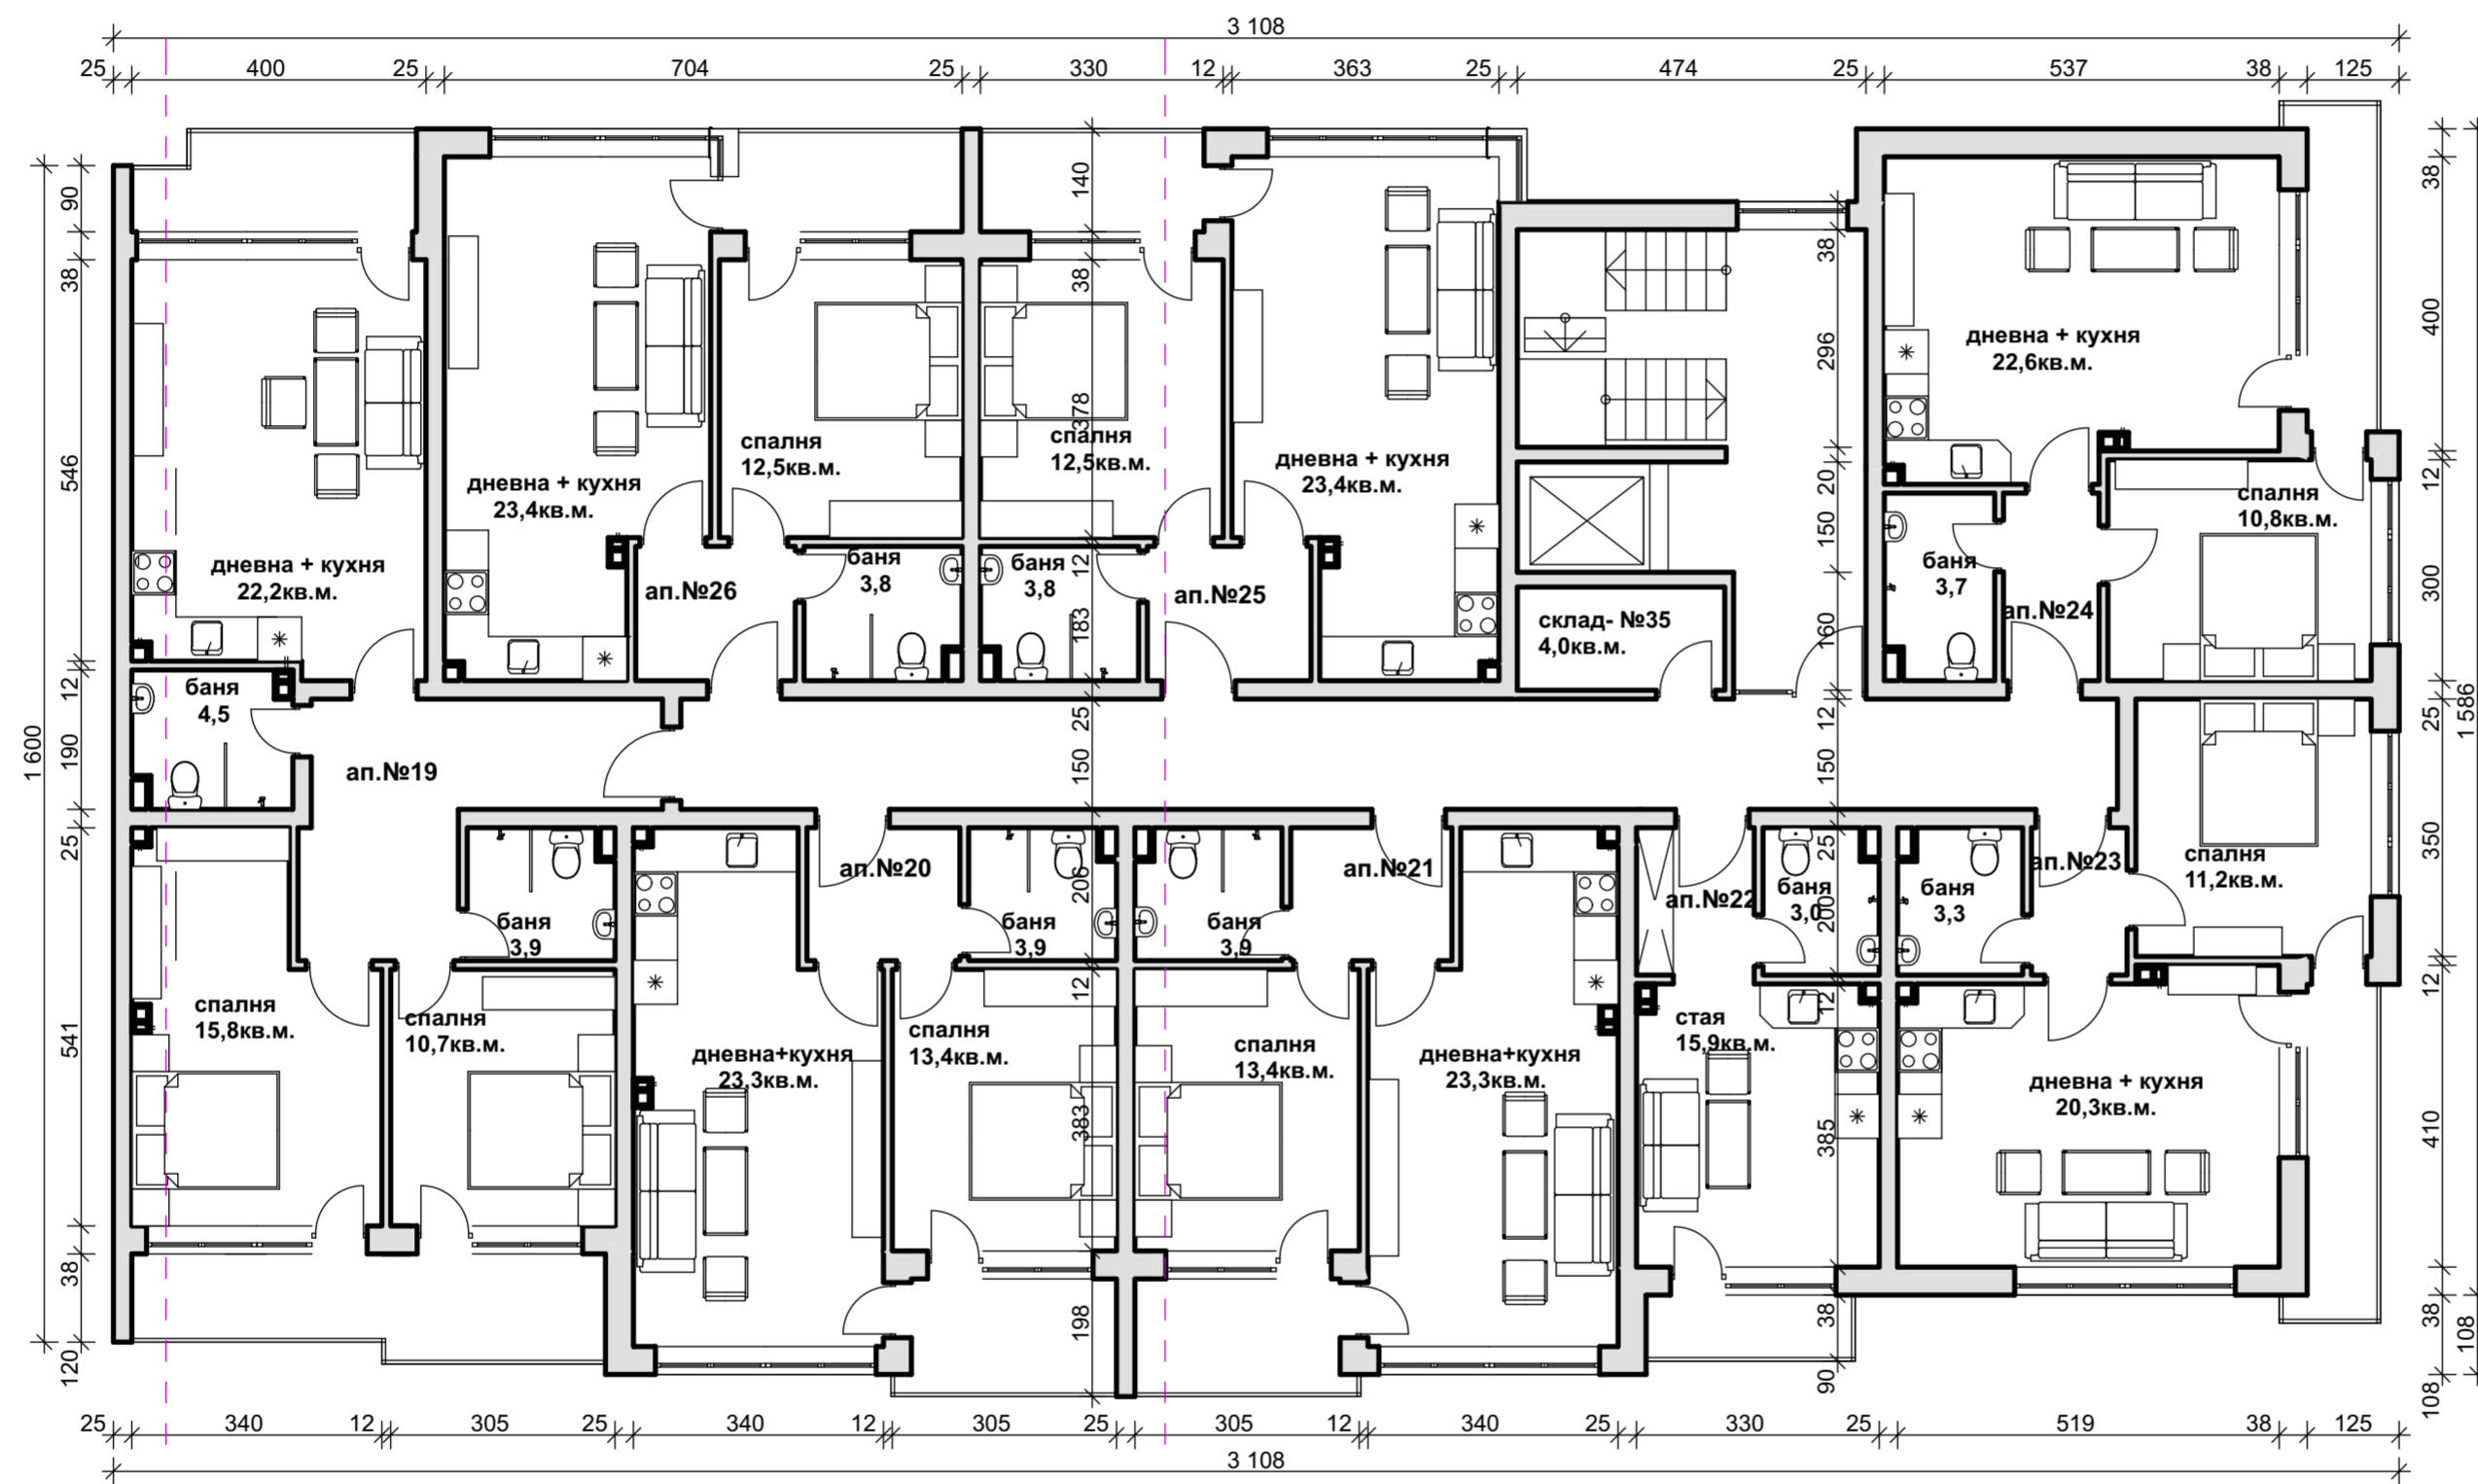 3 108
25 400 25 704 25 330 12 363 25 474 25 537 38 125
1 600
90
38
546
12
190
25
541
38
120
140
38
378
12
183
25
150
206
12
383
198
38
296
20
150
160
12
150
25
200
12
385
38
90
38
400
12
300
25
350
12
410
38
108
1 586
108
дневна + кухня
22,2кв.м.
дневна + кухня
23,4кв.м.
спалня
12,5кв.м.
спалня
12,5кв.м.
дневна + кухня
23,4кв.м.
дневна + кухня
22,6кв.м.
спалня
10,8кв.м.
ап.№26
баня
3,8
баня
3,8
ап.№25
склад- №35
4,0кв.м.
баня
3,7
ап.№24
баня
4,5
ап.№19
баня
3,9
ап.№20
баня
3,9
баня
3,9
ап.№21
ап.№22
баня
3,0
баня
3,3
ап.№23
спалня
11,2кв.м.
спалня
15,8кв.м.
спалня
10,7кв.м.
дневна+кухня
23,3кв.м.
спалня
13,4кв.м.
спалня
13,4кв.м.
дневна+кухня
23,3кв.м.
стая
15,9кв.м.
дневна + кухня
20,3кв.м.
25 340 12 305 25 340 12 305 25 305 12 340 25 330 25 519 38 125
3 108